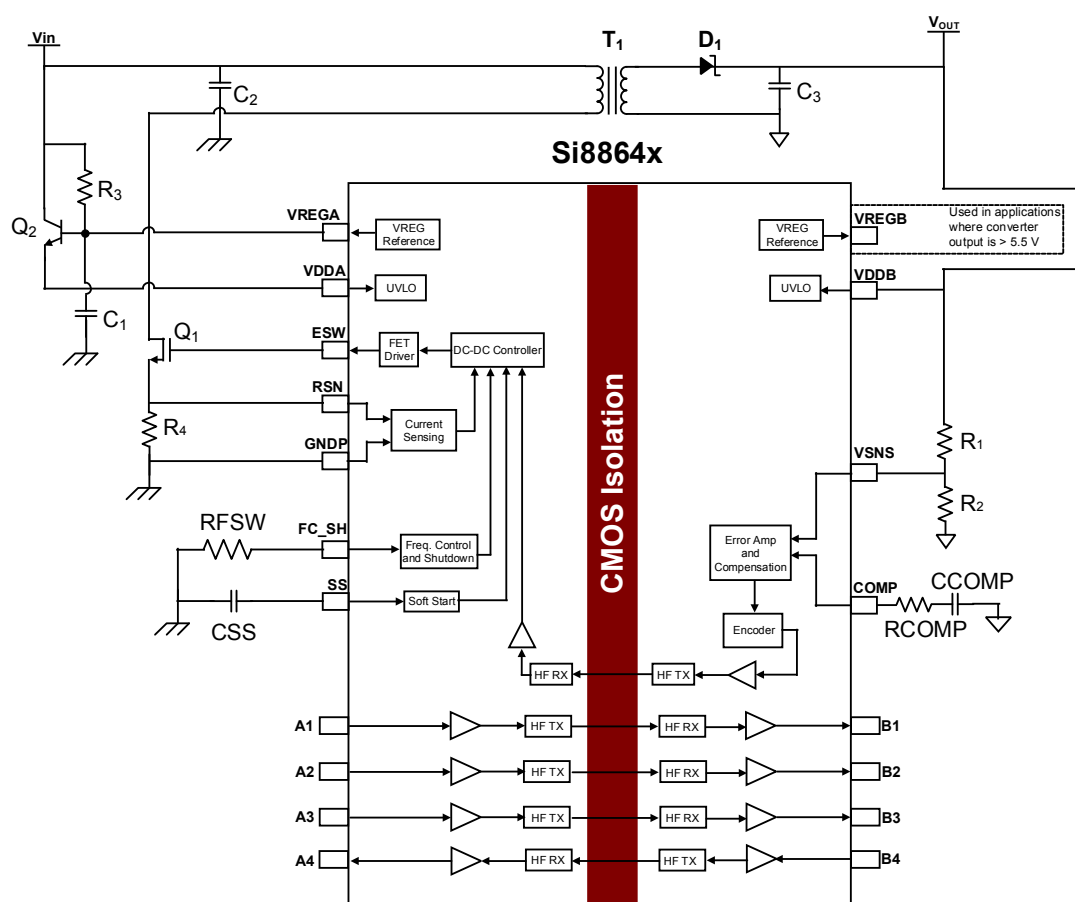 Vin
T1
D1
VOUT
C2
C3
Si8864x
R3
Q2
VREGA
VREG
Reference
VREG
Reference
VREGB
Used in applications
where converter
output is > 5.5 V
VDDA
UVLO
UVLO
VDDB
C1
Q1
ESW
FET
Driver
DC-DC Controller
RSN
Current
Sensing
R4
GNDP
CMOS Isolation
R1
VSNS
R2
RFSW
FC_SH
Freq. Control
and Shutdown
Error Amp
and
Compensation
SS
Soft Start
CSS
COMP
CCOMP
RCOMP
Encoder
HF RX
HF TX
A1
HF TX
HF RX
B1
A2
HF TX
HF RX
B2
A3
HF TX
HF RX
B3
A4
HF RX
HF TX
B4